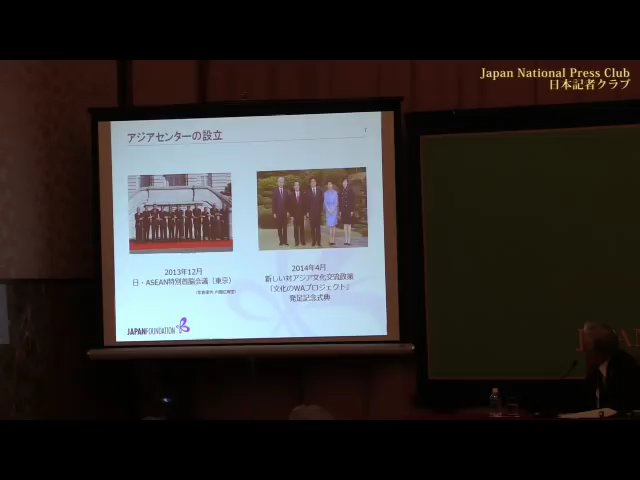 Japan National Press Club
日本記者クラブ
アジアセンターの設立
7
2013年12月
日・ASEAN特別首脳会議（東京）
2014年4月
新しい対アジア文化交流政策
「文化のWAプロジェクト」
発足記念式典
JAPANFOUNDATION